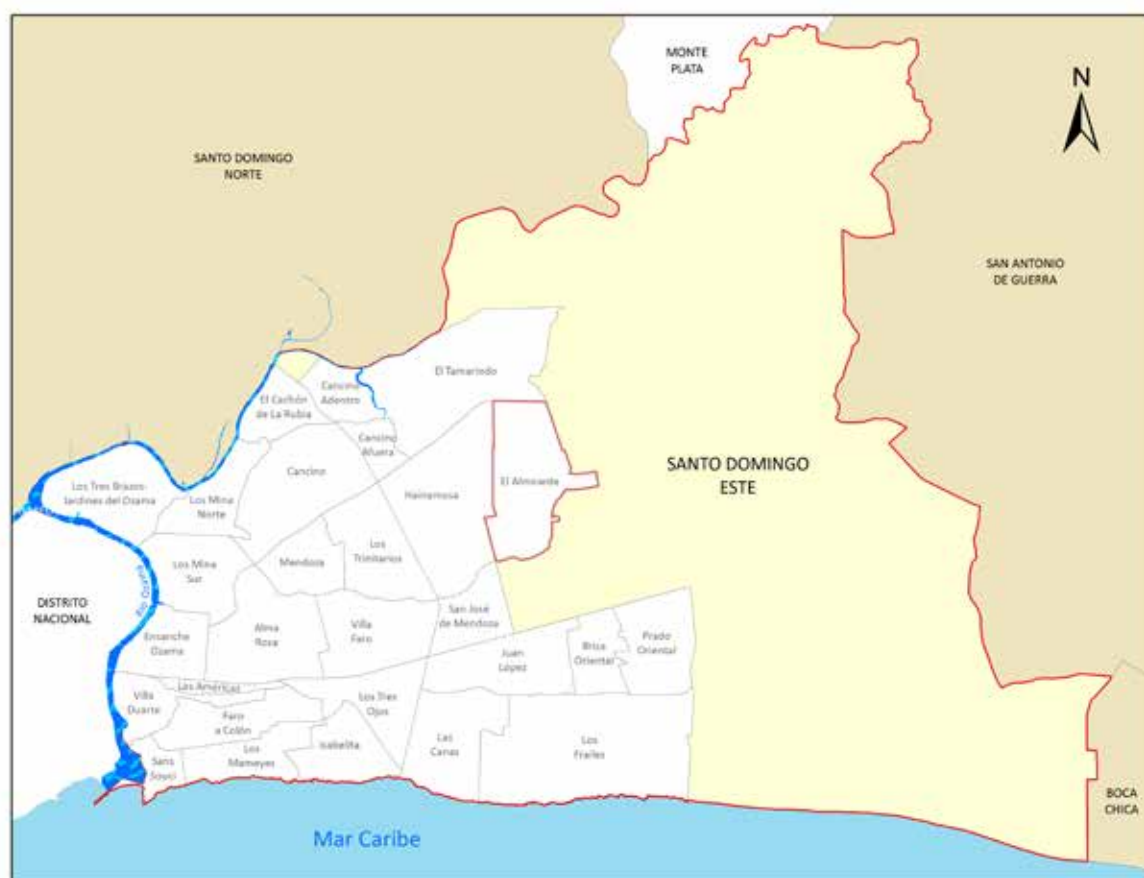 MONTE
PLATA
N
SANTO DOMINGO
NORTE
SAN ANTONIO
DE GUERRA
El Tamarindo
Cancino
Adentro
El Cachón
de La Rubia
Cancino
Afuera
Cancino
Hainamosa
El Almirante
SANTO DOMINGO
ESTE
Los Tres Brazos-
Jardines del Ozama
Los Mina
Norte
Los Mina
Sur
Mendoza
Los
Trinitarios
Río Ozama
DISTRITO
NACIONAL
Ensanche
Ozama
Alma
Rosa
Villa
Faro
San José
de Mendoza
Juan
López
Brisa
Oriental
Prado
Oriental
Las Américas
Villa
Duarte
Los Tres
Ojos
Faro
a Colón
Isabelita
Las
Canas
Los
Frailes
Sans
Souci
Los
Mameyes
BOCA
CHICA
Mar Caribe